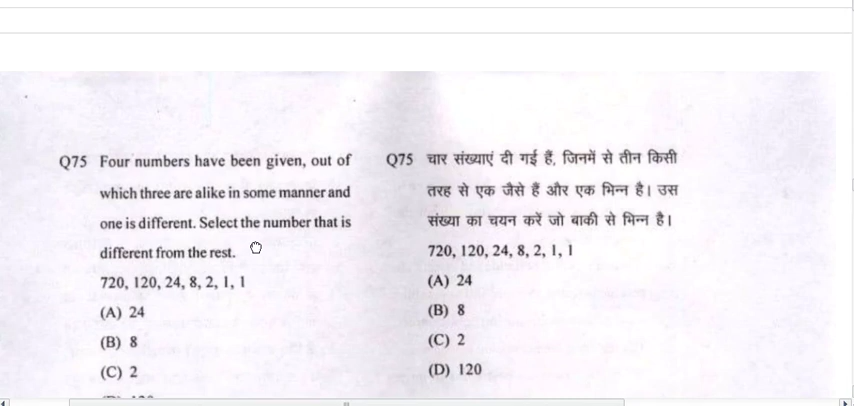 Q75 Four numbers have been given, out of
which three are alike in some manner and
one is different. Select the number that is
different from the rest.
720, 120, 24, 8, 2, 1, 1
(A) 24
(B) 8
(C) 2
Q75 चार संख्याएं दी गई हैं, जिनमें से तीन किसी
तरह से एक जैसे हैं और एक भिन्न है। उस
संख्या का चयन करें जो बाकी से भिन्न है।
720, 120, 24, 8, 2, 1, 1
(A) 24
(B) 8
(C) 2
(D) 120